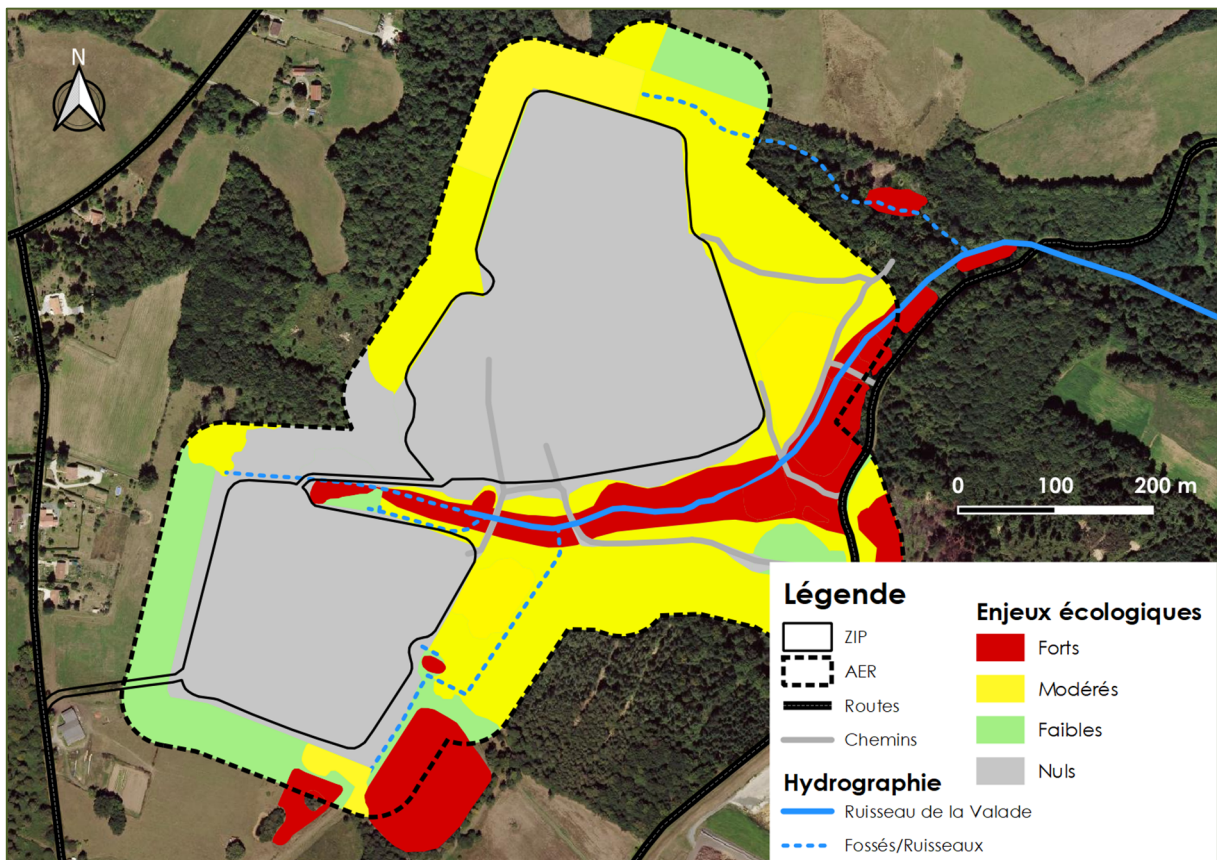 N
0 100 200 m
Légende
ZIP
AER
Routes
Chemins
Hydrographie
Ruisseau de la Valade
Fossés/Ruisseaux
Enjeux écologiques
Forts
Modérés
Faibles
Nuls